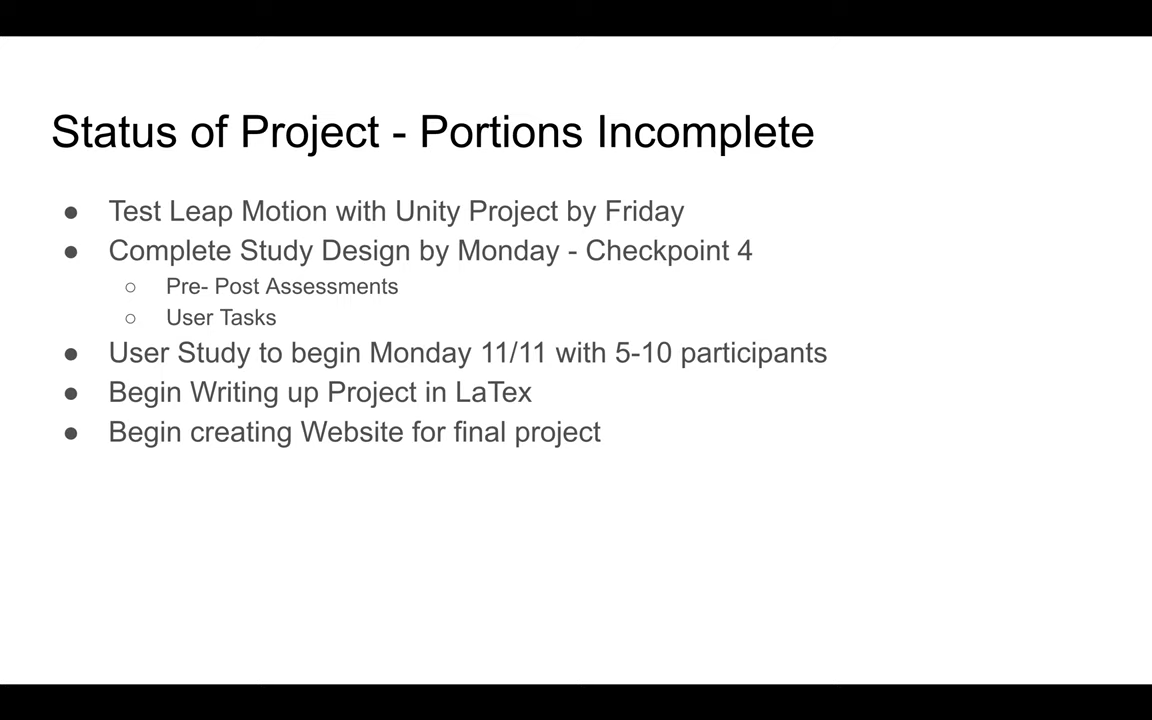 Status of Project - Portions Incomplete
● Test Leap Motion with Unity Project by Friday
● Complete Study Design by Monday - Checkpoint 4
○ Pre- Post Assessments
○ User Tasks
● User Study to begin Monday 11/11 with 5-10 participants
● Begin Writing up Project in LaTex
● Begin creating Website for final project